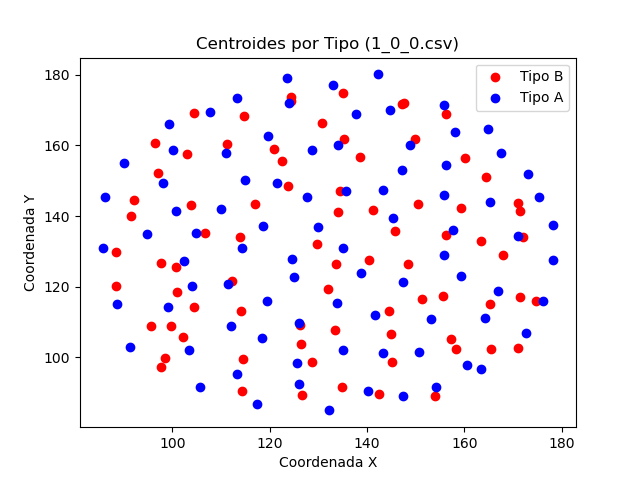 Centroides por Tipo (1_0_0.csv)
Tipo B
Tipo A
180
160
140
120
100
Coordenada Y
100 120 140 160 180
Coordenada X